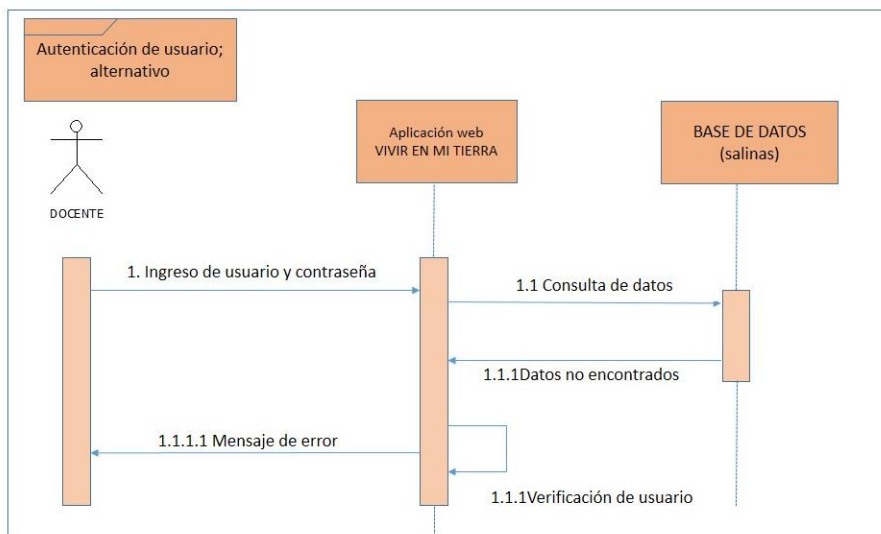 Autenticación de usuario;
alternativo
DOCENTE
Aplicación web
VIVIR EN MI TIERRA
BASE DE DATOS
(salinas)
1. Ingreso de usuario y contraseña
1.1 Consulta de datos
1.1.1Datos no encontrados
1.1.1.1 Mensaje de error
1.1.1Verificación de usuario